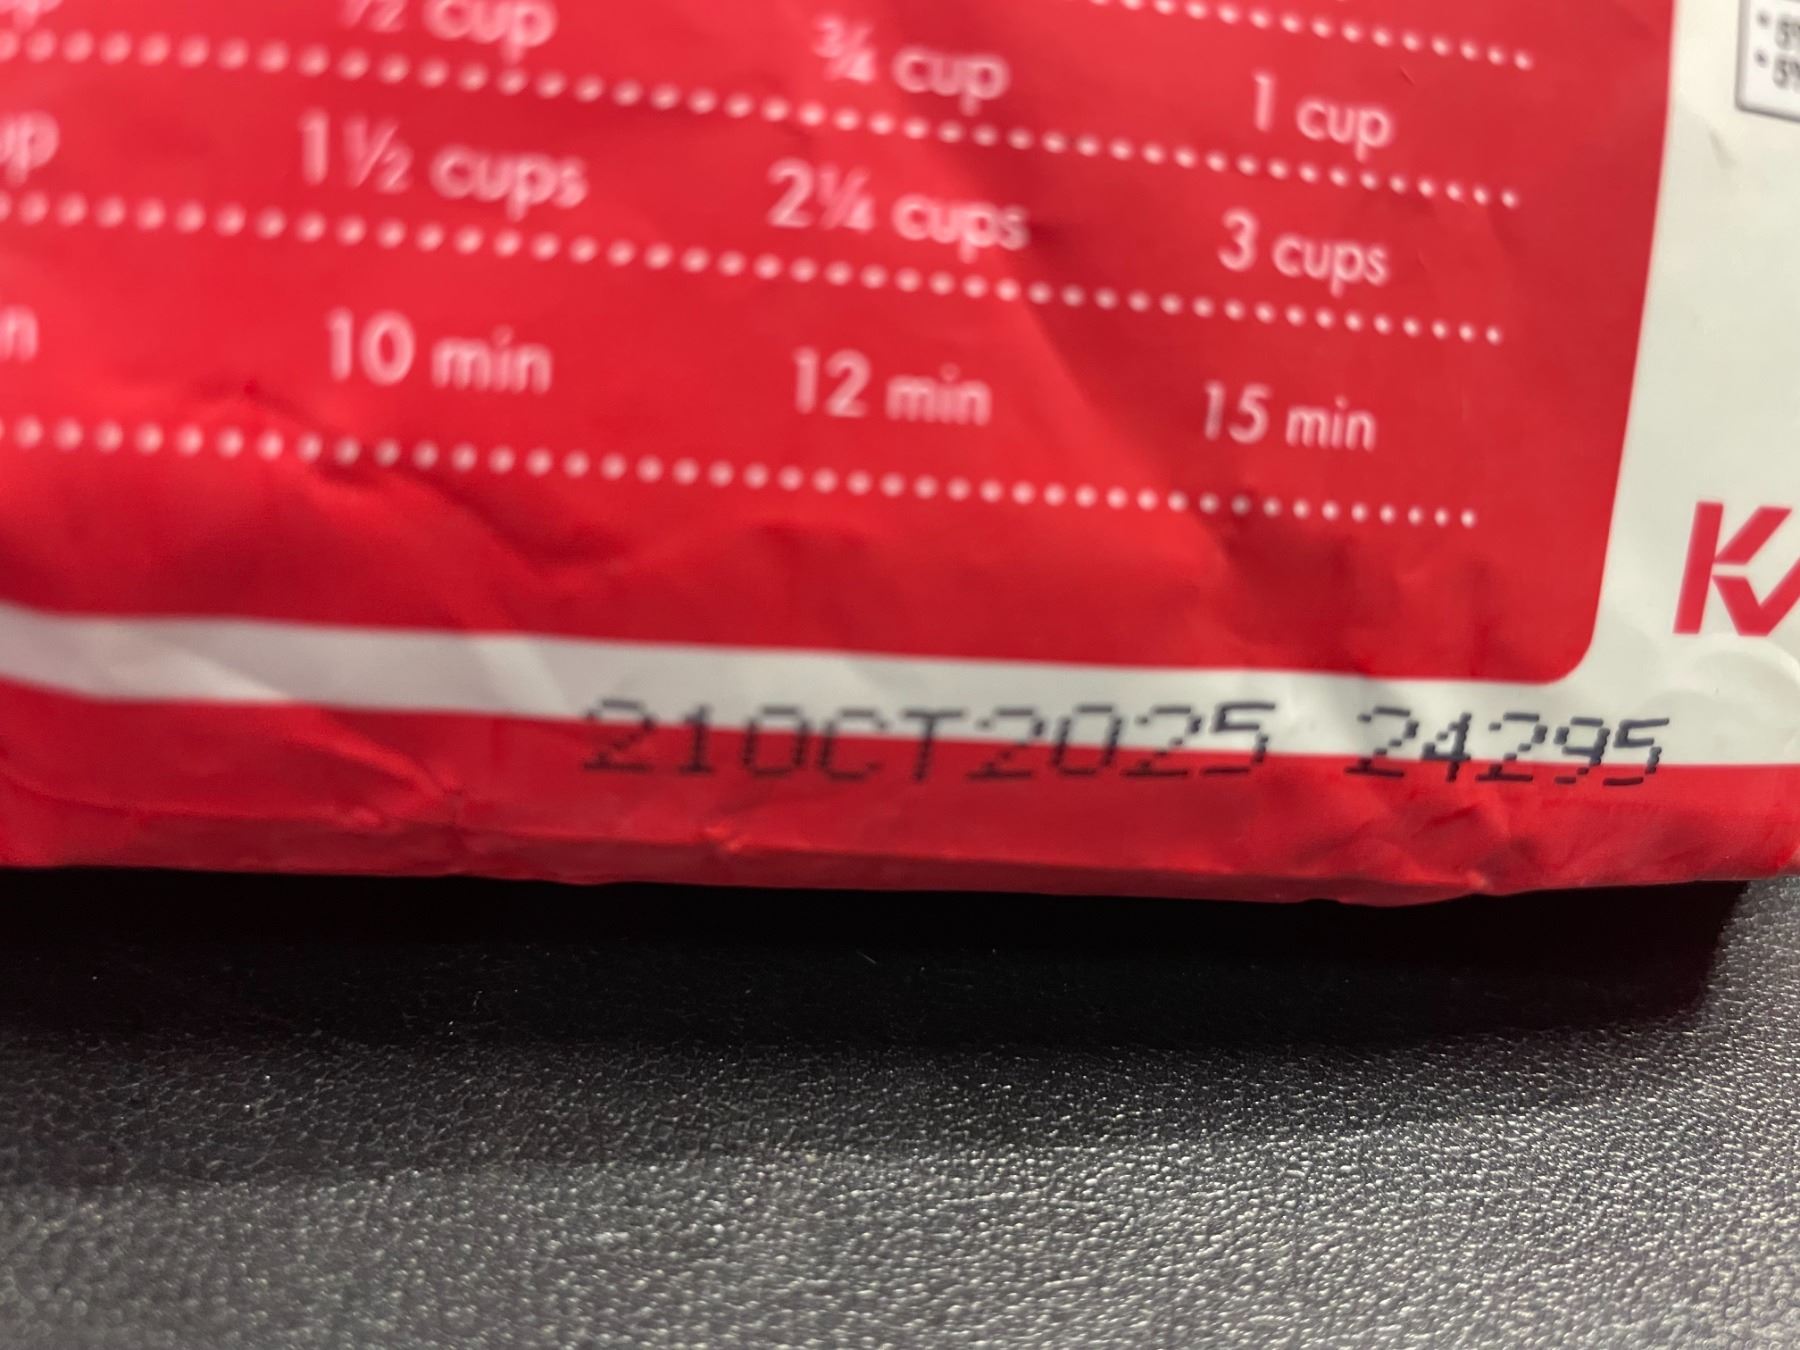 ½ cup ¾ cup 1 cup
1½ cups 2¼ cups 3 cups
10 min 12 min 15 min
21OCT2025 24295